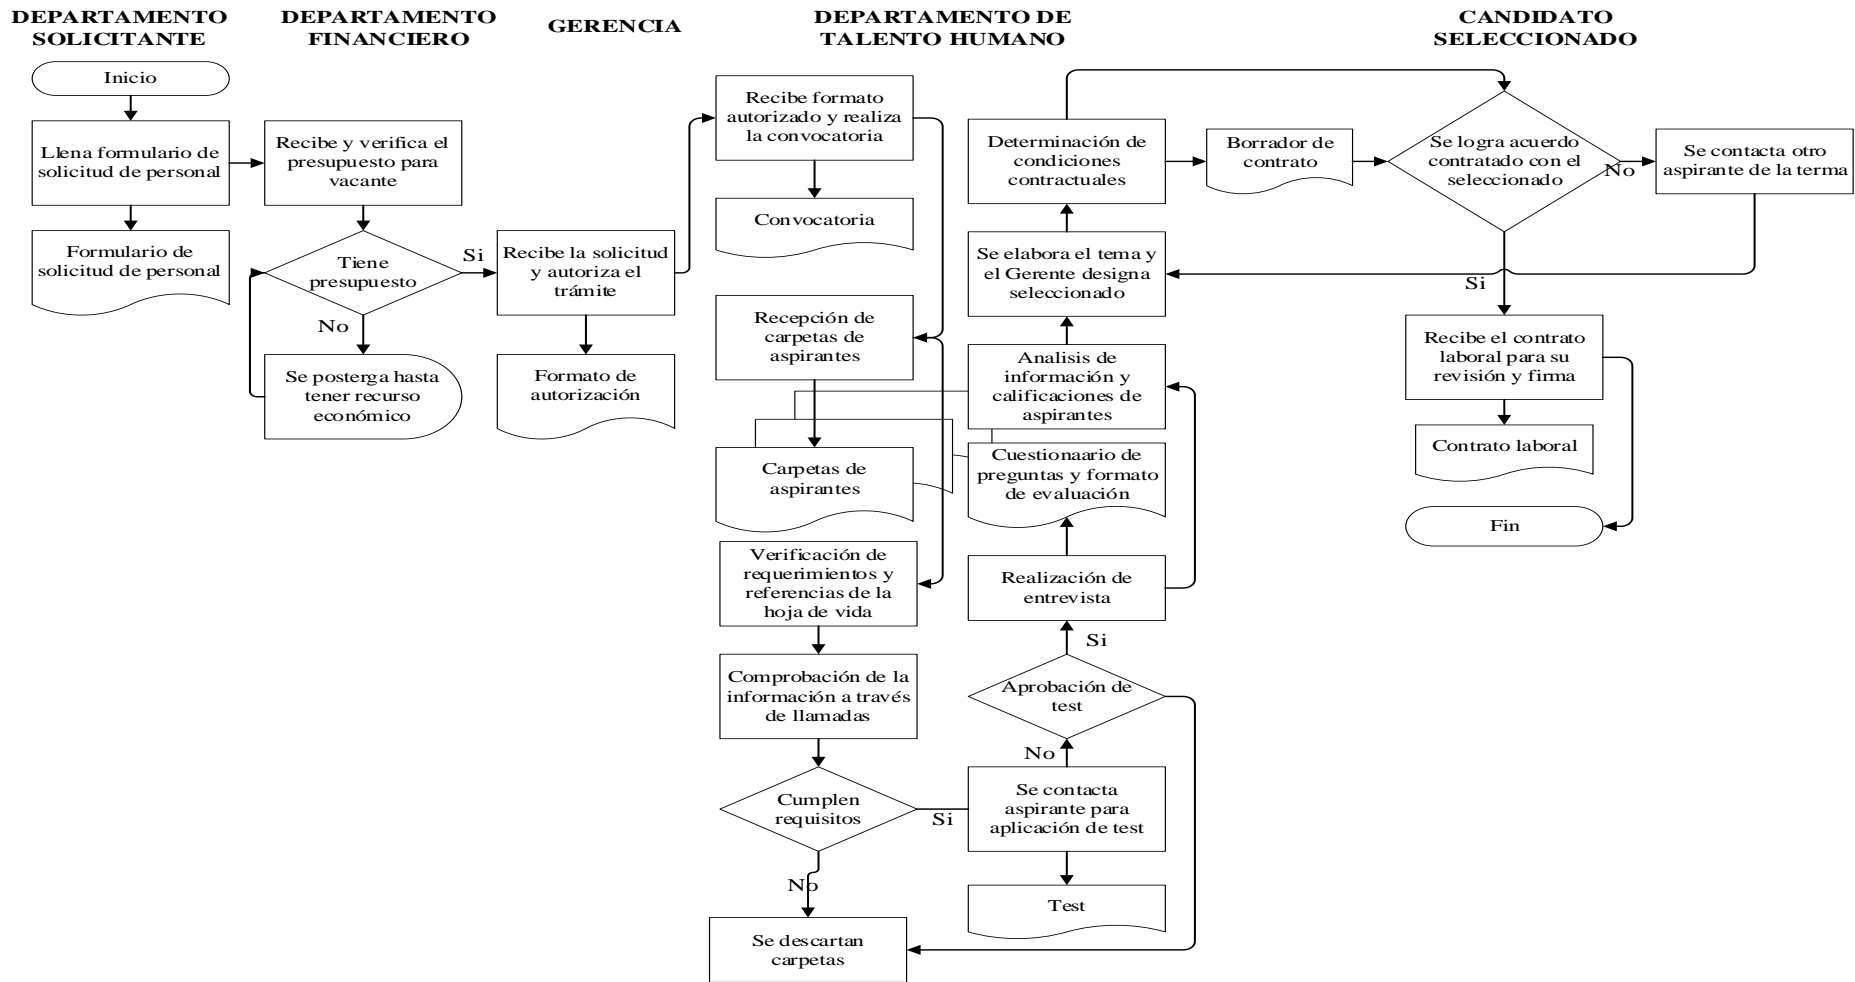 DEPARTAMENTO
SOLICITANTE
DEPARTAMENTO
FINANCIERO
GERENCIA
DEPARTAMENTO DE
TALENTO HUMANO
CANDIDATO
SELECCIONADO
Inicio
Llena formulario de
solicitud de personal
Formulario de
solicitud de personal
Recibe y verifica el
presupuesto para
vacante
Tiene
presupuesto
Si
No
Se posterga hasta
tener recurso
económico
Recibe la solicitud
y autoriza el
trámite
Formato de
autorización
Recibe formato
autorizado y realiza
la convocatoria
Convocatoria
Recepción de
carpetas de
aspirantes
Carpetas de
aspirantes
Verificación de
requerimientos y
referencias de la
hoja de vida
Comprobación de la
información a través
de llamadas
Cumplen
requisitos
Si
No
Se descartan
carpetas
Determinación de
condiciones
contractuales
Se elabora el tema y
el Gerente designa
seleccionado
Analisis de
información y
calificaciones de
aspirantes
Cuestionaario de
preguntas y formato
de evaluación
Realización de
entrevista
Si
Aprobación de
test
No
Se contacta
aspirante para
aplicación de test
Test
Borrador de
contrato
Se logra acuerdo
contratado con el
seleccionado
No
Se contacta otro
aspirante de la terma
Si
Recibe el contrato
laboral para su
revisión y firma
Contrato laboral
Fin